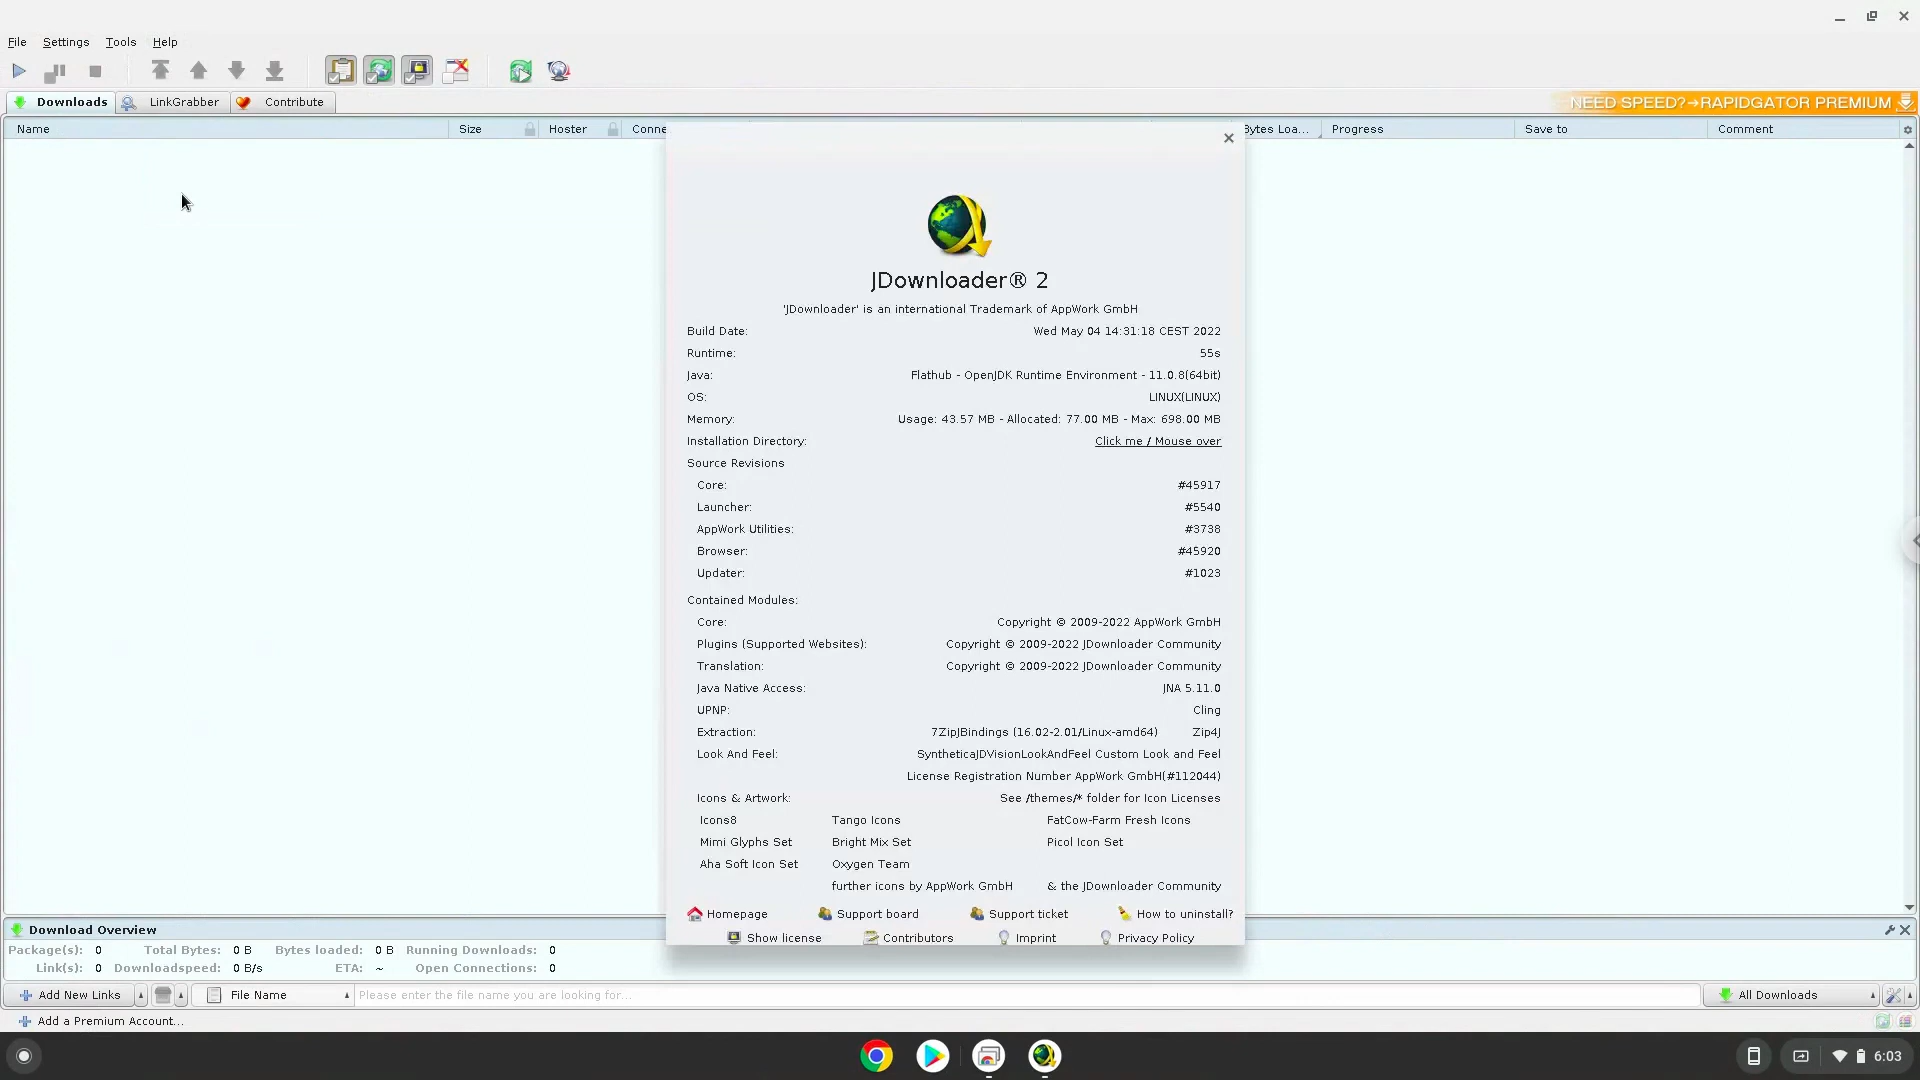 File Settings Tools Help
Downloads LinkGrabber Contribute NEED SPEED?→RAPIDGATOR PREMIUM
Name Size Hoster Conne Bytes Loa... Progress Save to Comment
JDownloader® 2
'JDownloader' is an international Trademark of AppWork GmbH
Build Date: Wed May 04 14:31:18 CEST 2022
Runtime: 55s
Java: Flathub - OpenJDK Runtime Environment - 11.0.8(64bit)
OS: LINUX(LINUX)
Memory: Usage: 43.57 MB - Allocated: 77.00 MB - Max: 698.00 MB
Installation Directory: Click me / Mouse over
Source Revisions
Core: #45917
Launcher: #5540
AppWork Utilities: #3738
Browser: #45920
Updater: #1023
Contained Modules:
Core: Copyright © 2009-2022 AppWork GmbH
Plugins (Supported Websites): Copyright © 2009-2022 JDownloader Community
Translation: Copyright © 2009-2022 JDownloader Community
Java Native Access: JNA 5.11.0
UPNP: Cling
Extraction: 7ZipJBindings (16.02-2.01/Linux-amd64) Zip4J
Look And Feel: SyntheticaJDVisionLookAndFeel Custom Look and Feel
License Registration Number AppWork GmbH(#112044)
Icons & Artwork: See /themes/* folder for Icon Licenses
Icons8 Tango Icons FatCow-Farm Fresh Icons
Mimi Glyphs Set Bright Mix Set Picol Icon Set
Aha Soft Icon Set Oxygen Team
further icons by AppWork GmbH & the JDownloader Community
Homepage Support board Support ticket How to uninstall?
Show license Contributors Imprint Privacy Policy
Download Overview
Package(s): 0 Total Bytes: 0 B Bytes loaded: 0 B Running Downloads: 0
Link(s): 0 Downloadspeed: 0 B/s ETA: ~ Open Connections: 0
Add New Links File Name Please enter the file name you are looking for... All Downloads
Add a Premium Account...
6:03